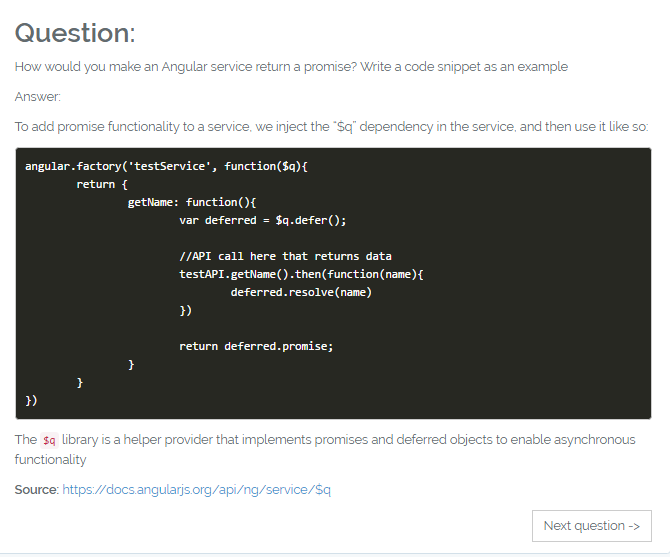 Question:
How would you make an Angular service return a promise? Write a code snippet as an example
Answer:
To add promise functionality to a service, we inject the "$q" dependency in the service, and then use it like so:
angular.factory('testService', function($q){
        return {
                getName: function(){
                        var deferred = $q.defer();

                        //API call here that returns data
                        testAPI.getName().then(function(name){
                                deferred.resolve(name)
                        })

                        return deferred.promise;
                }
        }
})
The $q library is a helper provider that implements promises and deferred objects to enable asynchronous
functionality
Source: https://docs.angularjs.org/api/ng/service/$q
Next question ->